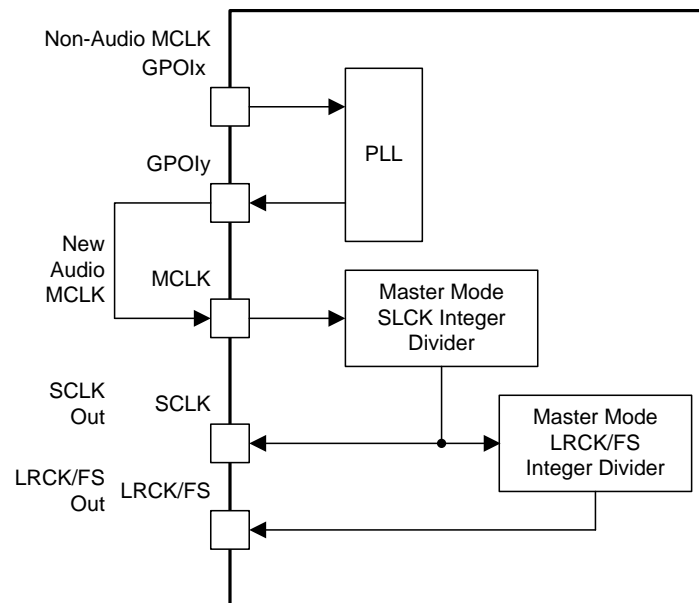 Non-Audio MCLK
GPOIx
PLL
GPOIy
New
Audio
MCLK
MCLK
Master Mode
SLCK Integer
Divider
SCLK
Out
SCLK
Master Mode
LRCK/FS
Integer Divider
LRCK/FS
Out
LRCK/FS